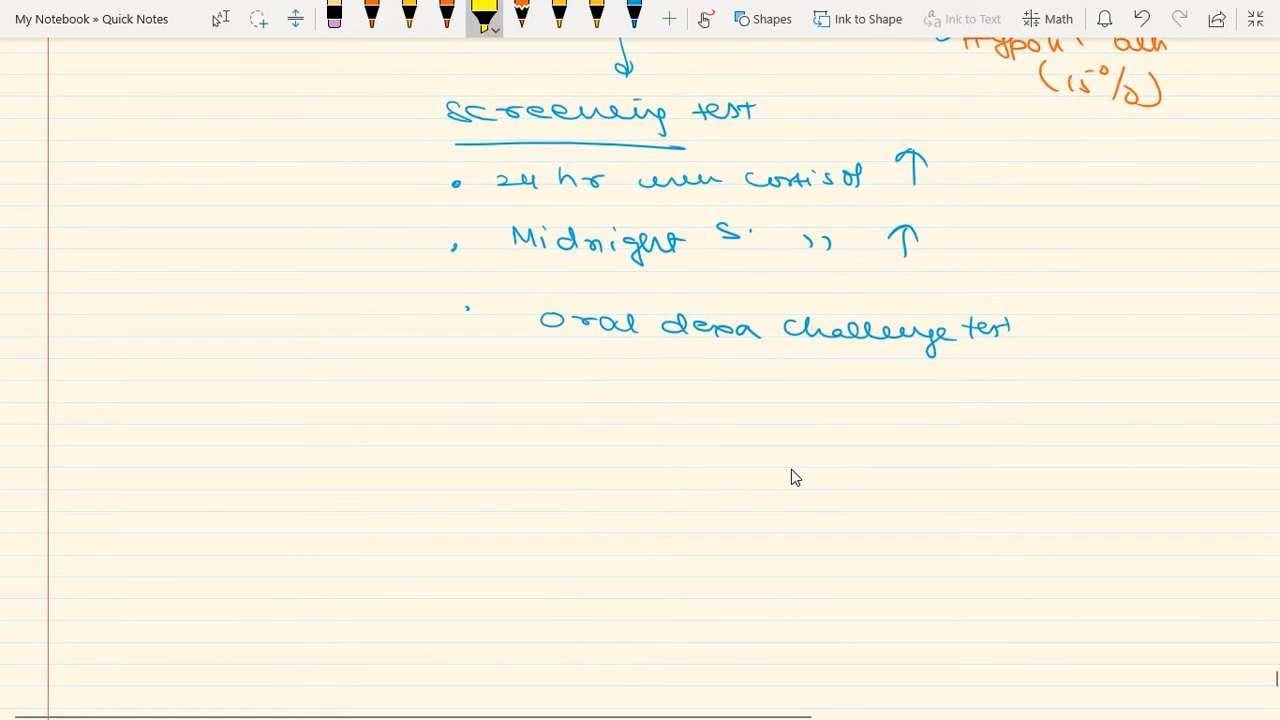 My Notebook » Quick Notes
Shapes
Ink to Shape
Ink to Text
Math
(15%)
Screening test
• 24 hr urine cortisol ↑
• Midnight S. ,, ↑
• Oral dexa challenge test